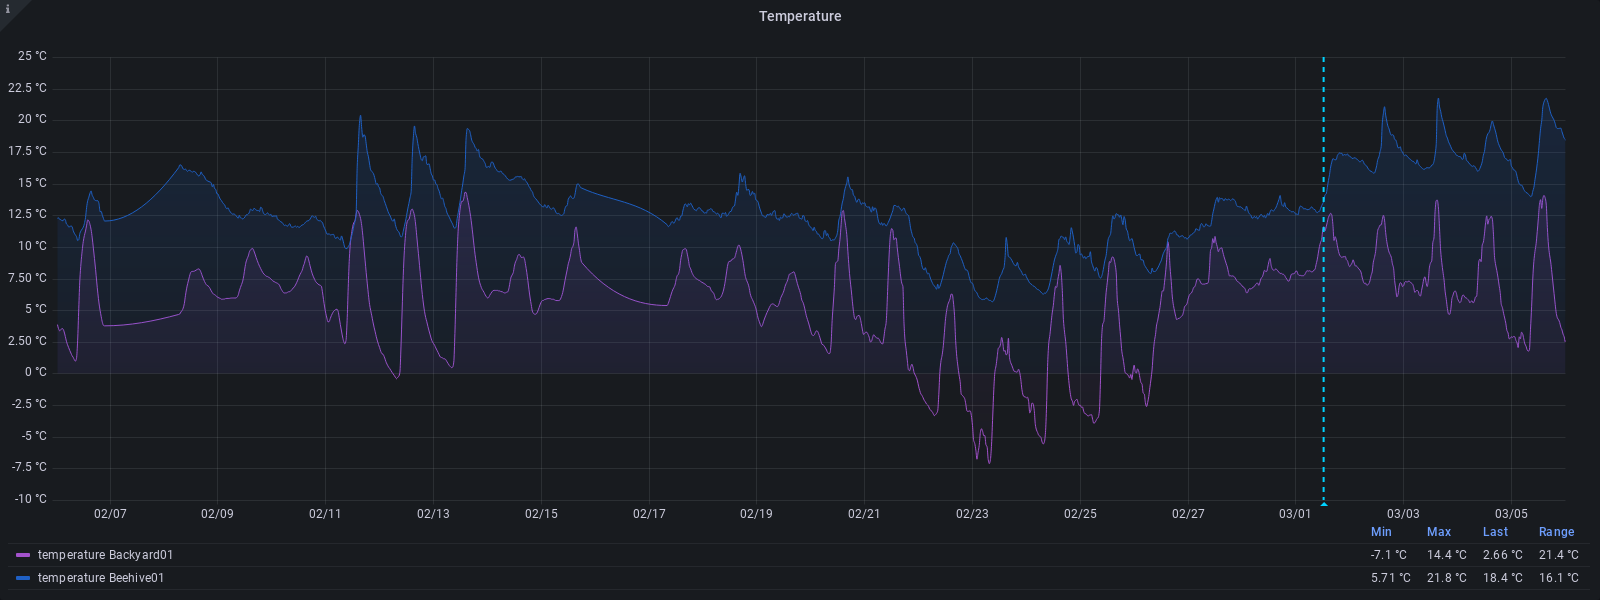 i
Temperature
25 °C
22.5 °C
20 °C
17.5 °C
15 °C
12.5 °C
10 °C
7.50 °C
5 °C
2.50 °C
0 °C
-2.5 °C
-5 °C
-7.5 °C
-10 °C
02/07 02/09 02/11 02/13 02/15 02/17 02/19 02/21 02/23 02/25 02/27 03/01 03/03 03/05
Min Max Last Range
temperature Backyard01 -7.1 °C 14.4 °C 2.66 °C 21.4 °C
temperature Beehive01 5.71 °C 21.8 °C 18.4 °C 16.1 °C